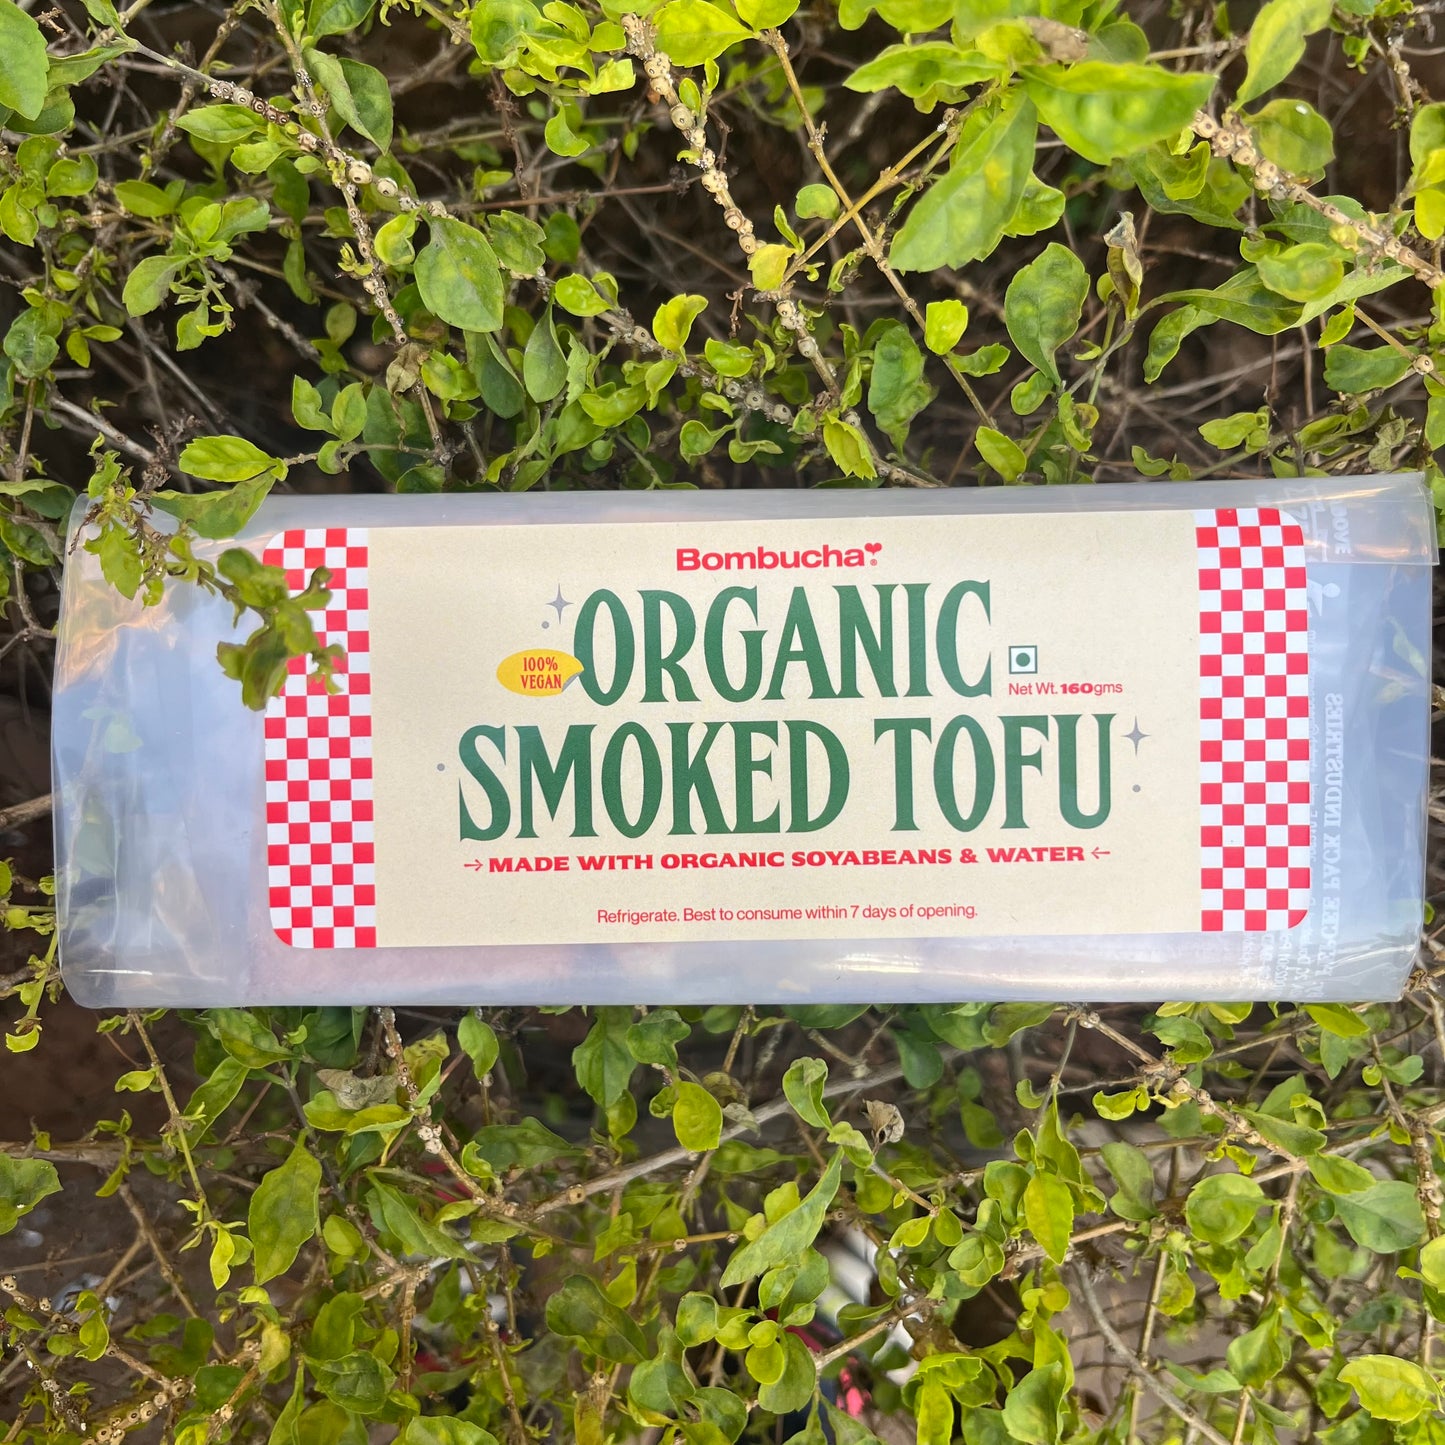 Bombucha
100%
VEGAN
ORGANIC
Net Wt. 160gms
SMOKED TOFU
→MADE WITH ORGANIC SOYABEANS & WATER←
Refrigerate. Best to consume within 7 days of opening.